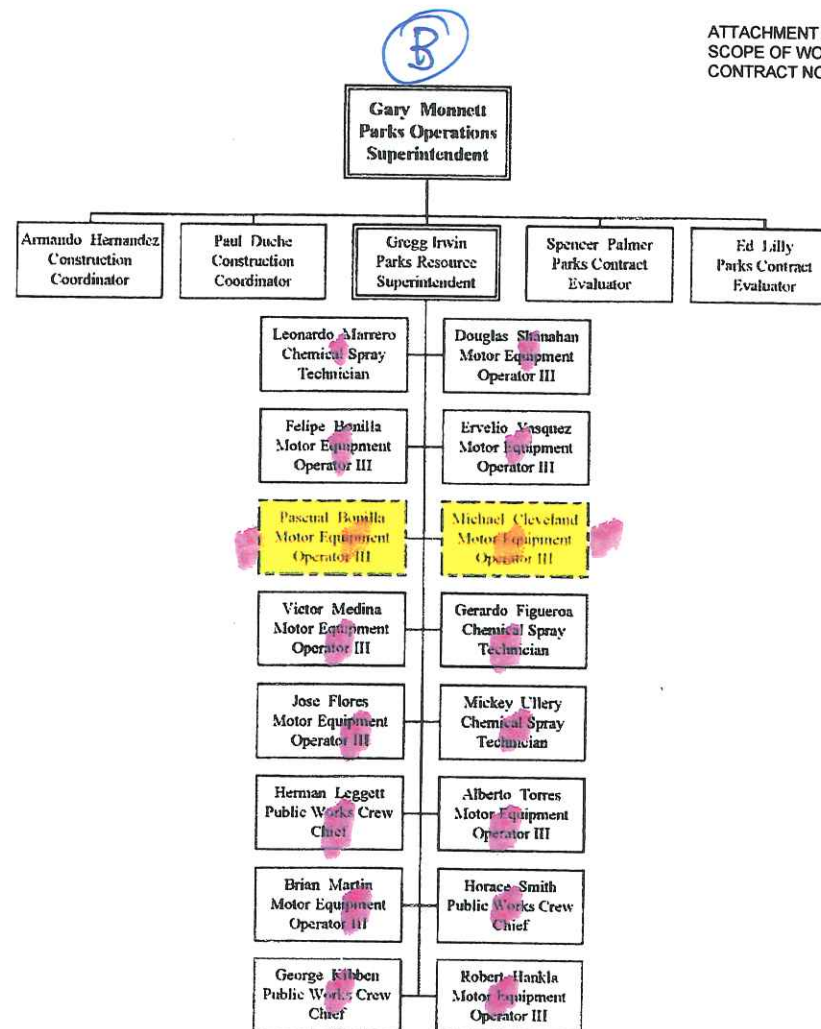 B
ATTACHMENT
SCOPE OF WO
CONTRACT NO
Gary Monnett
Parks Operations
Superintendent
Armando Hernandez
Construction
Coordinator
Paul Duche
Construction
Coordinator
Gregg Irwin
Parks Resource
Superintendent
Spencer Palmer
Parks Contract
Evaluator
Ed Lilly
Parks Contract
Evaluator
Leonardo Marrero
Chemical Spray
Technician
Douglas Shanahan
Motor Equipment
Operator III
Felipe Bonilla
Motor Equipment
Operator III
Ervelio Vasquez
Motor Equipment
Operator III
Pascual Bonilla
Motor Equipment
Operator III
Michael Cleveland
Motor Equipment
Operator III
Victor Medina
Motor Equipment
Operator III
Gerardo Figueroa
Chemical Spray
Technician
Jose Flores
Motor Equipment
Operator III
Mickey Ullery
Chemical Spray
Technician
Herman Leggett
Public Works Crew
Chief
Alberto Torres
Motor Equipment
Operator III
Brian Martin
Motor Equipment
Operator III
Horace Smith
Public Works Crew
Chief
George Kibben
Public Works Crew
Chief
Robert Hankla
Motor Equipment
Operator III